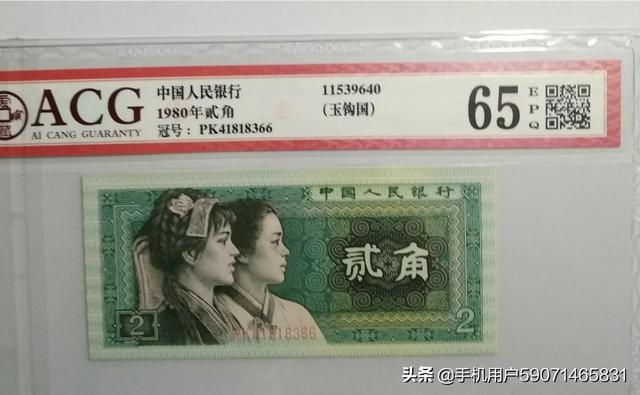 ACG
AI CANG GUARANTY
中国人民银行
1980年贰角
冠号：PK41818366
11539640
（玉钩国）
65
EPQ
中国人民银行
贰角
PK41818366
2
2
头条 @手机用户59071465831